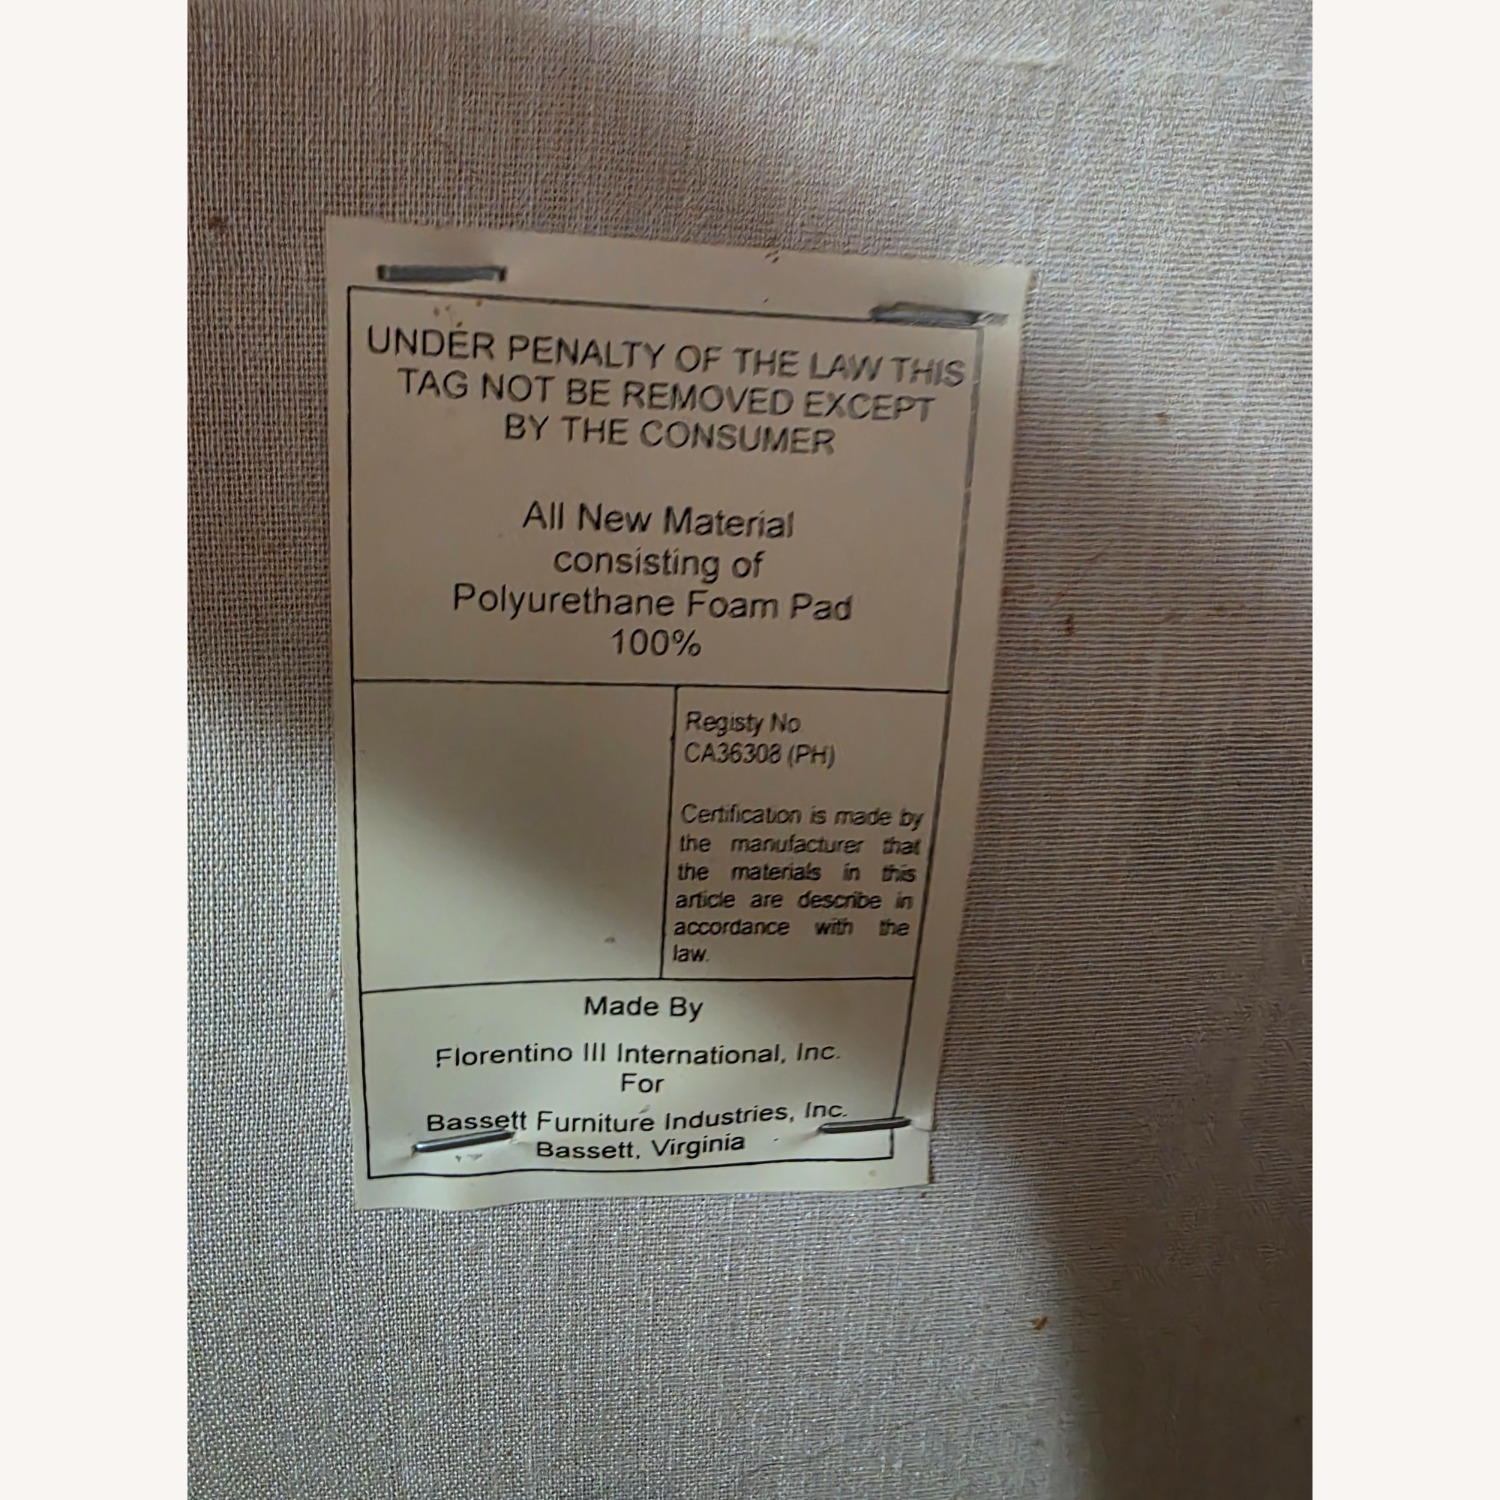 UNDER PENALTY OF THE LAW THIS
TAG NOT BE REMOVED EXCEPT
BY THE CONSUMER
All New Material
consisting of
Polyurethane Foam Pad
100%
Registy No.
CA36308 (PH)
Certification is made by
the manufacturer that
the materials in this
article are describe in
accordance with the
law.
Made By
Florentino III International, Inc.
For
Bassett Furniture Industries, Inc.
Bassett, Virginia